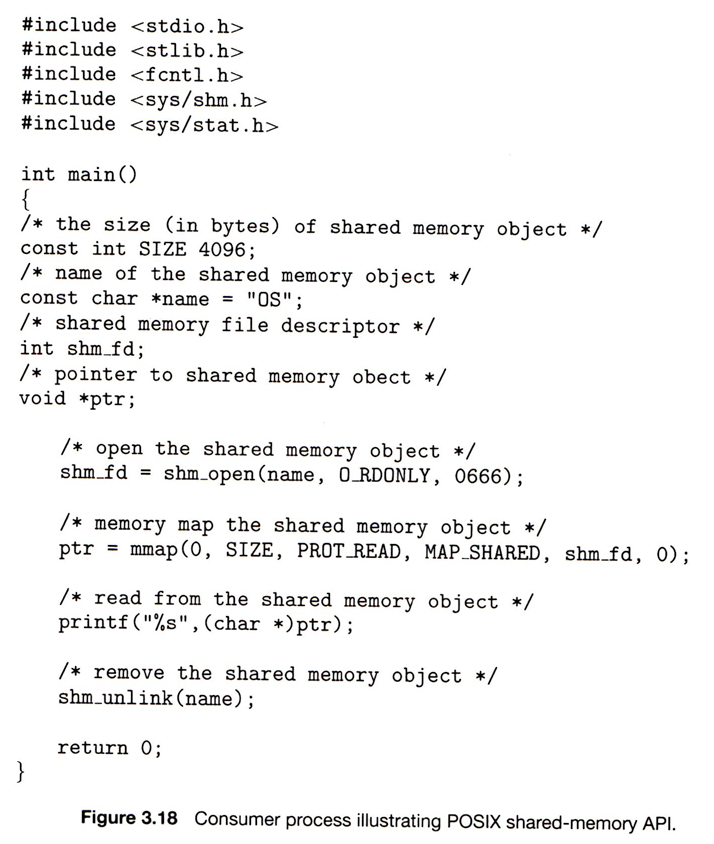 #include <stdio.h>
#include <stlib.h>
#include <fcntl.h>
#include <sys/shm.h>
#include <sys/stat.h>

int main()
{
/* the size (in bytes) of shared memory object */
const int SIZE 4096;
/* name of the shared memory object */
const char *name = "OS";
/* shared memory file descriptor */
int shm_fd;
/* pointer to shared memory obect */
void *ptr;

    /* open the shared memory object */
    shm_fd = shm_open(name, O_RDONLY, 0666);

    /* memory map the shared memory object */
    ptr = mmap(0, SIZE, PROT_READ, MAP_SHARED, shm_fd, 0);

    /* read from the shared memory object */
    printf("%s",(char *)ptr);

    /* remove the shared memory object */
    shm_unlink(name);

    return 0;
}
Figure 3.18 Consumer process illustrating POSIX shared-memory API.